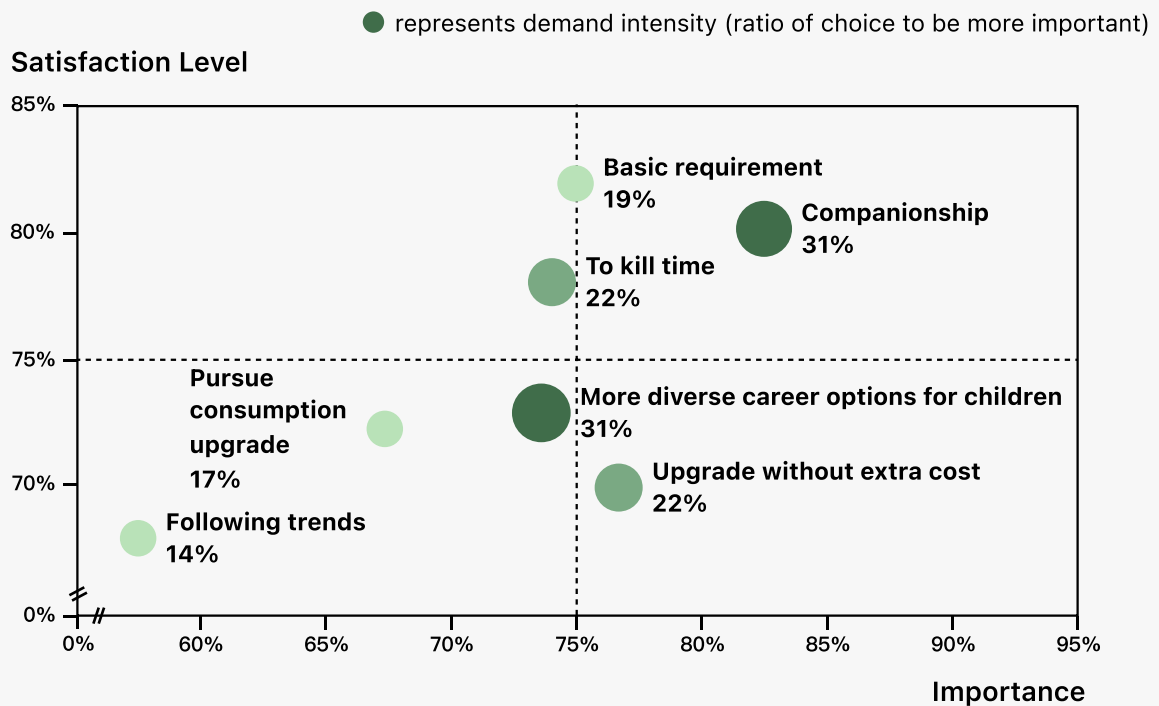 represents demand intensity (ratio of choice to be more important)
Satisfaction Level
85%
80%
75%
70%
0%
Basic requirement
19%
Companionship
31%
To kill time
22%
Pursue
consumption
upgrade
17%
More diverse career options for children
31%
Upgrade without extra cost
22%
Following trends
14%
0%
60%
65%
70%
75%
80%
85%
90%
95%
Importance